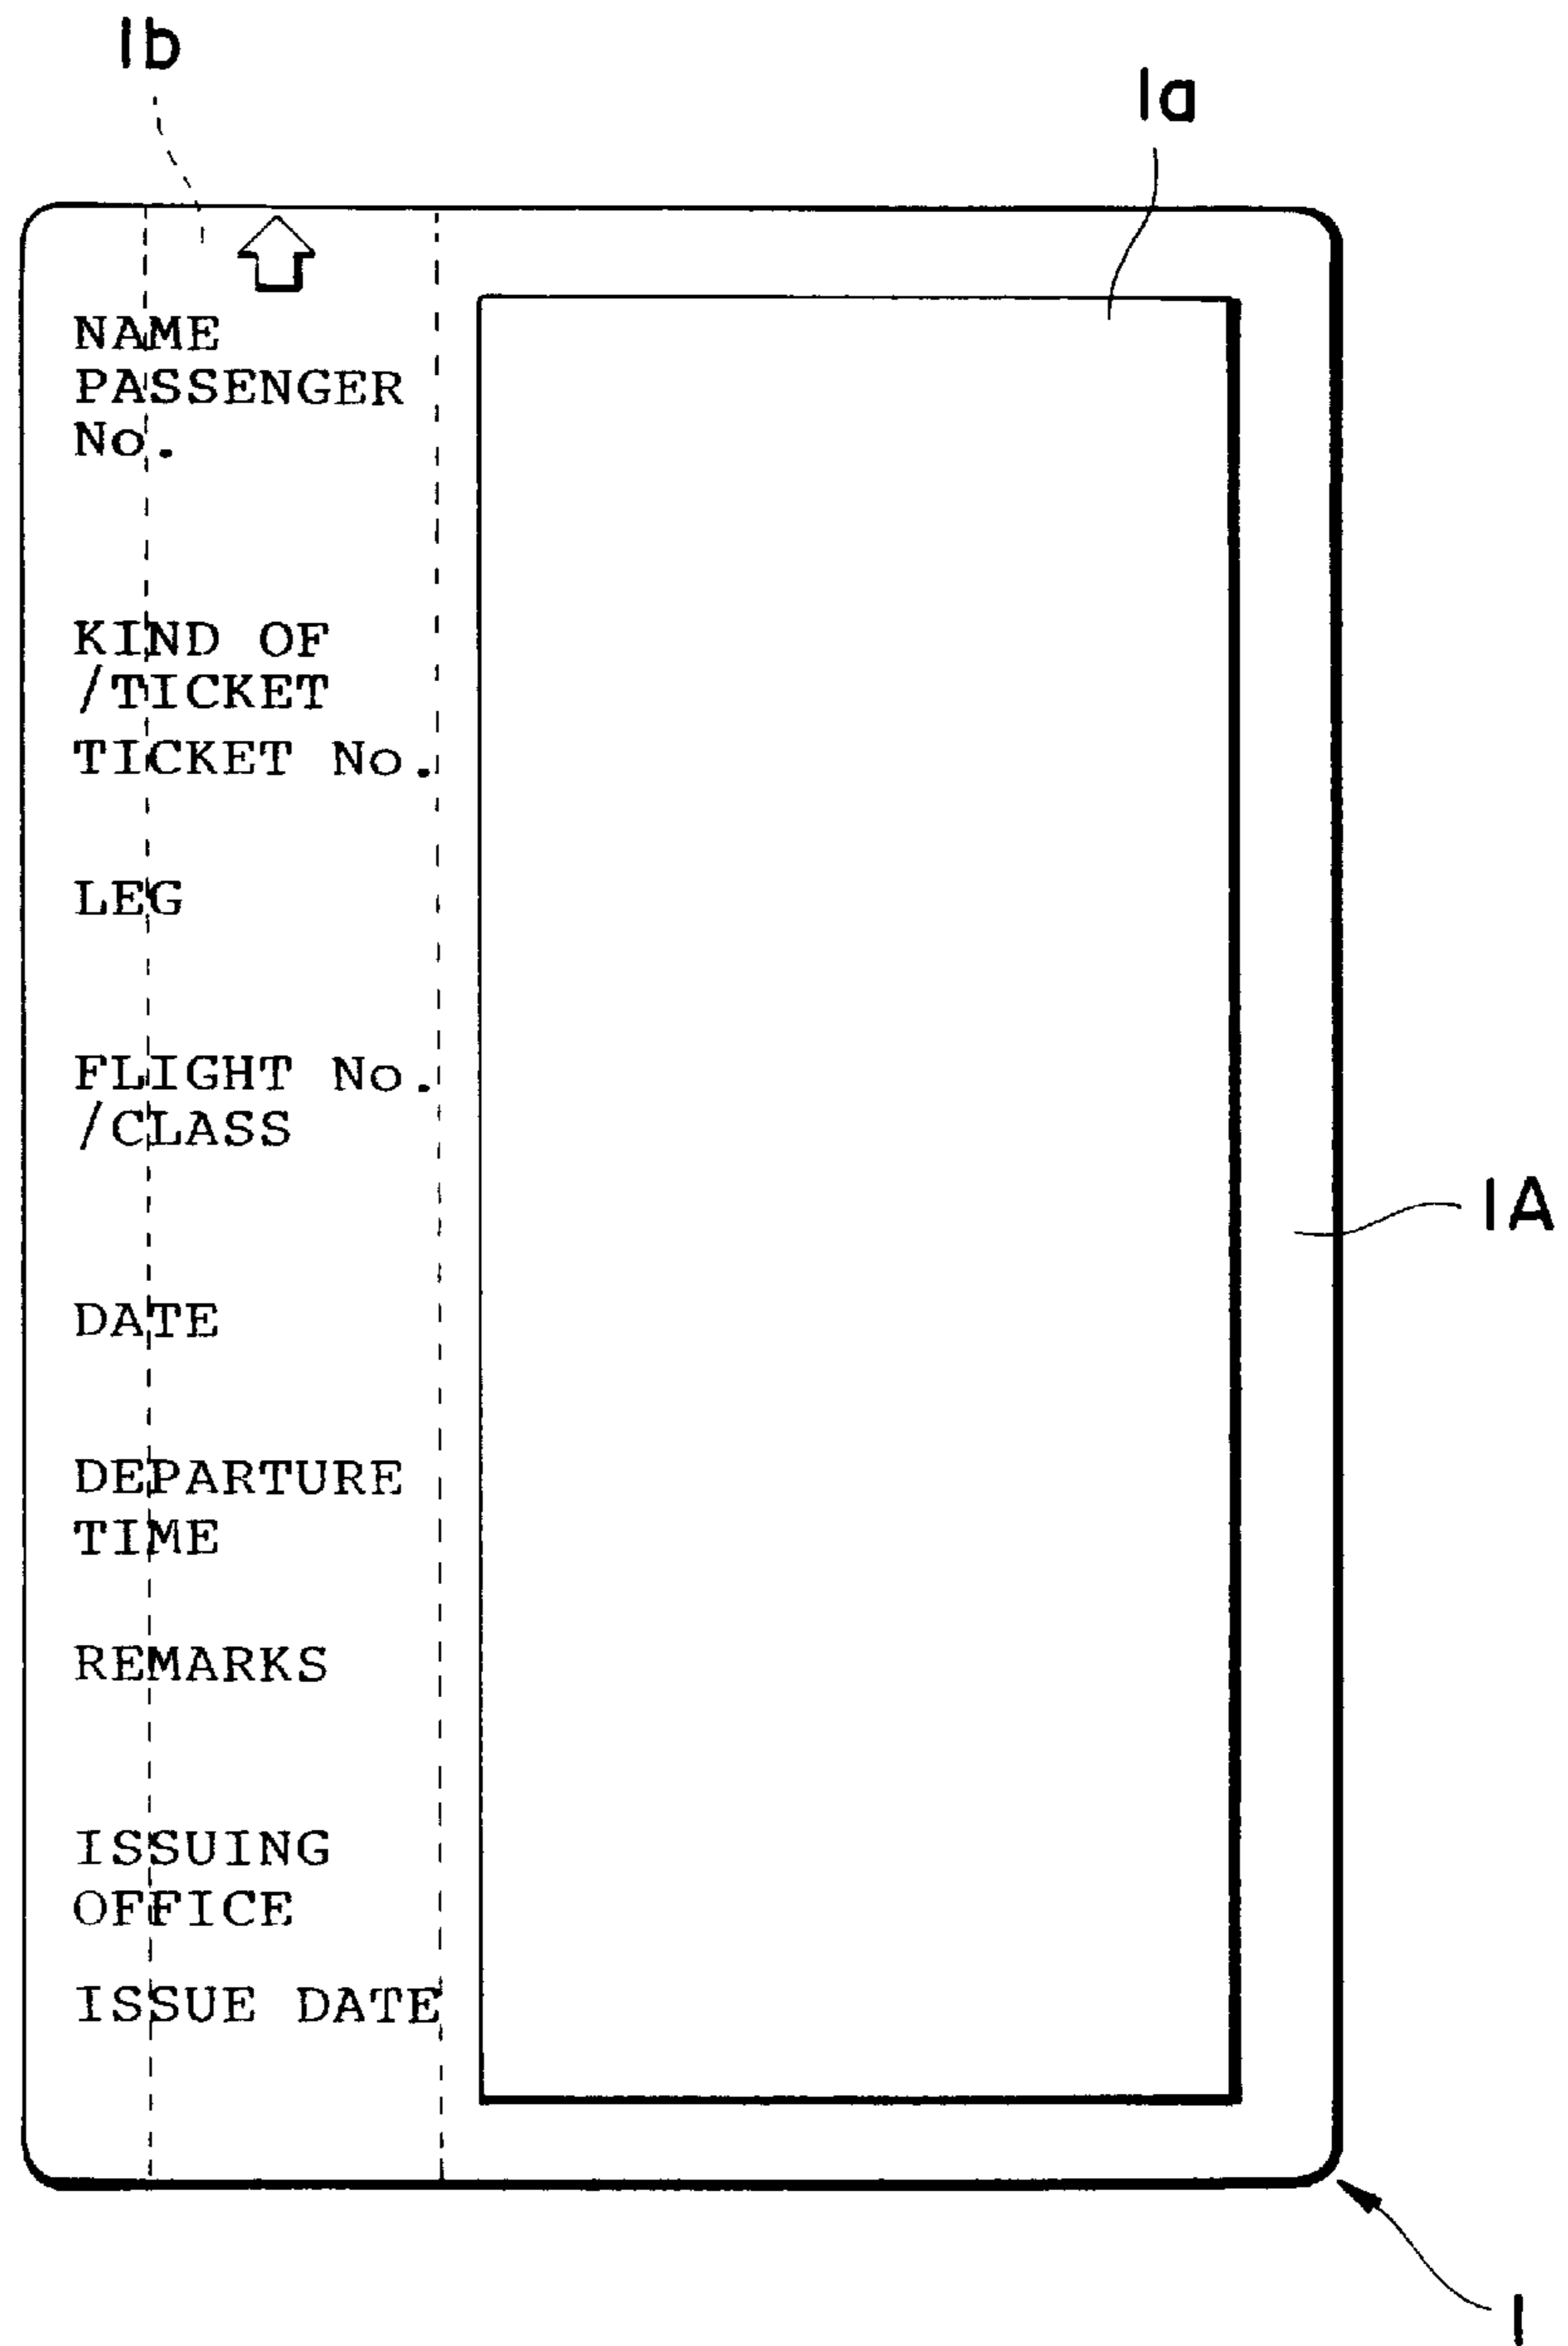 1b
1a
NAME
PASSENGER
No.
KIND OF
/TICKET
TICKET No.
LEG
FLIGHT No.
/CLASS
1A
DATE
DEPARTURE
TIME
REMARKS
ISSUING
OFFICE
ISSUE DATE
1